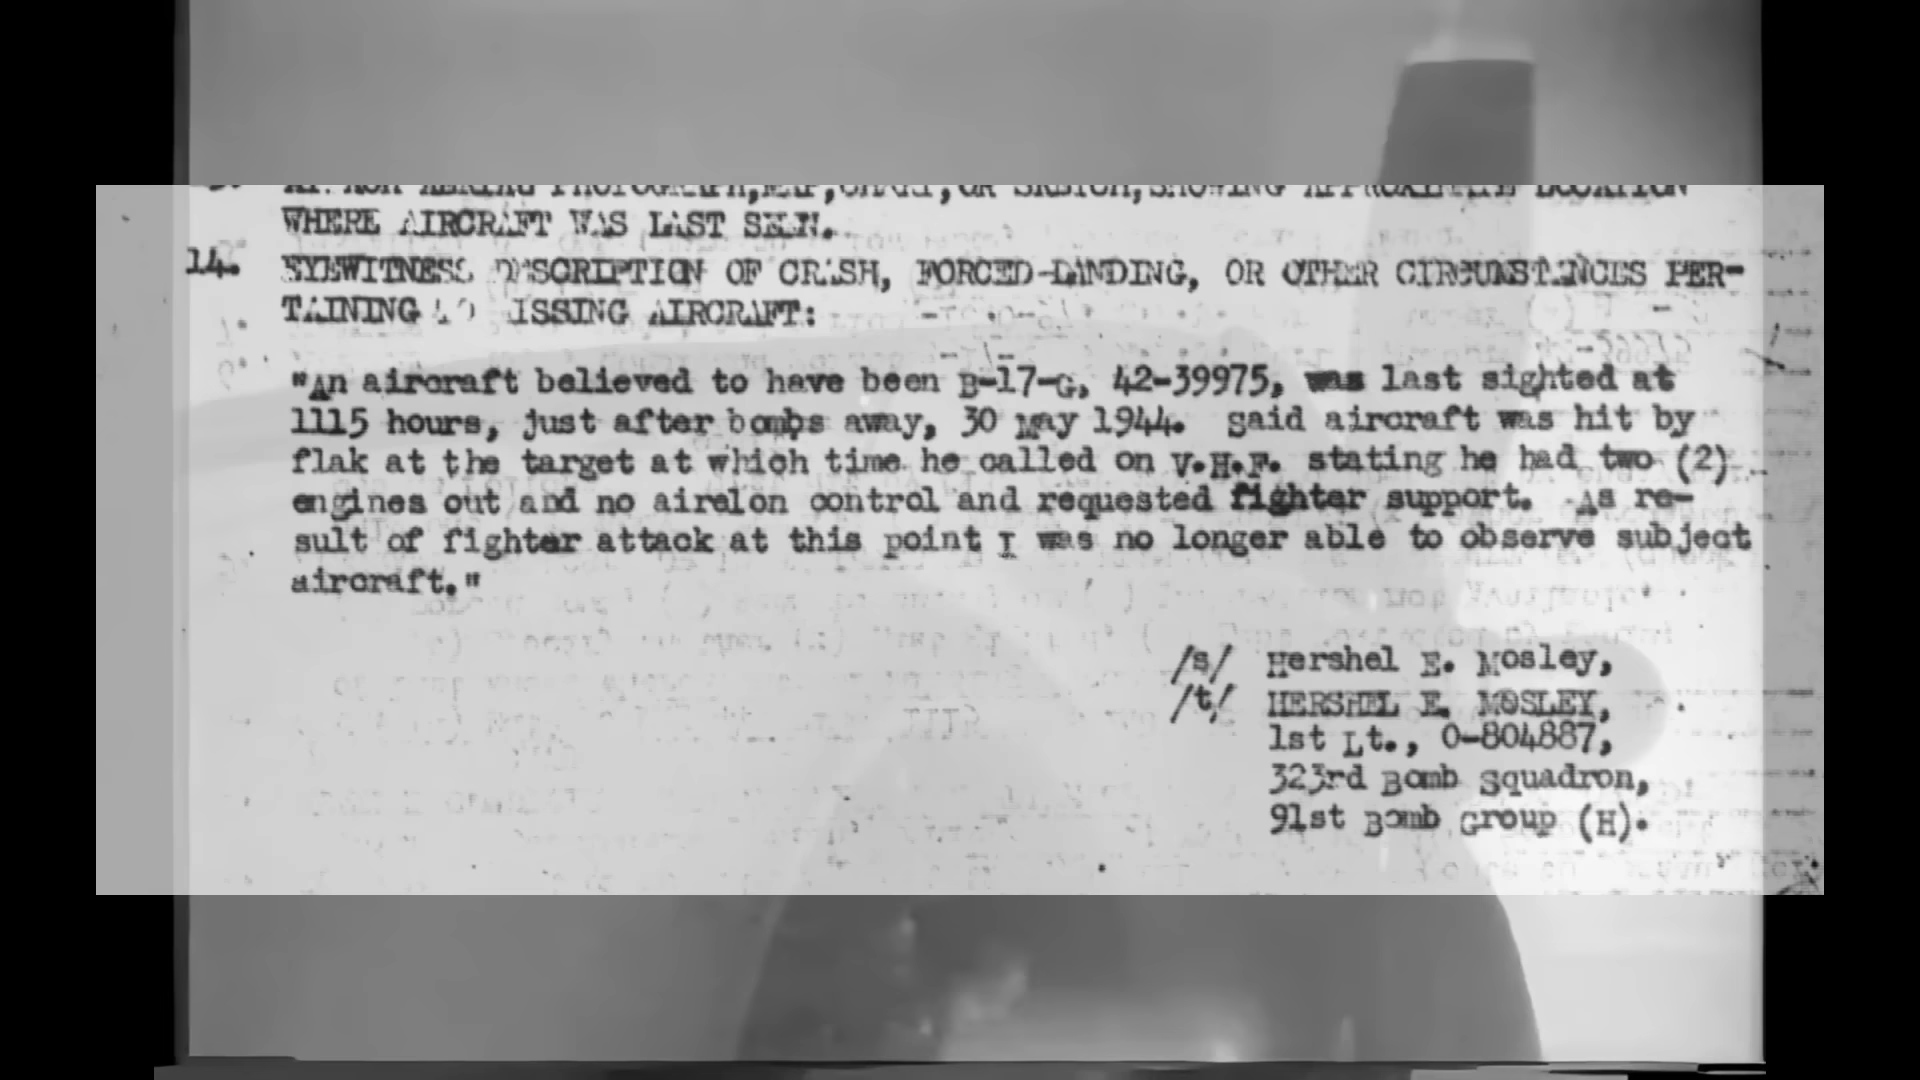 WHERE AIRCRAFT WAS LAST SEEN.
14. EYEWITNESS DESCRIPTION OF CRASH, FORCED-LANDING, OR OTHER CIRCUMSTANCES PER-
TAINING TO MISSING AIRCRAFT:
"An aircraft believed to have been B-17-G, 42-39975, was last sighted at
1115 hours, just after bombs away, 30 May 1944. Said aircraft was hit by
flak at the target at which time he called on V.H.F. stating he had two (2)
engines out and no airelon control and requested fighter support. As re-
sult of fighter attack at this point I was no longer able to observe subject
aircraft."
/s/ Hershel E. Mosley,
/t/ HERSHEL E. MOSLEY,
1st Lt., 0-804887,
323rd Bomb Squadron,
91st Bomb Group (H).